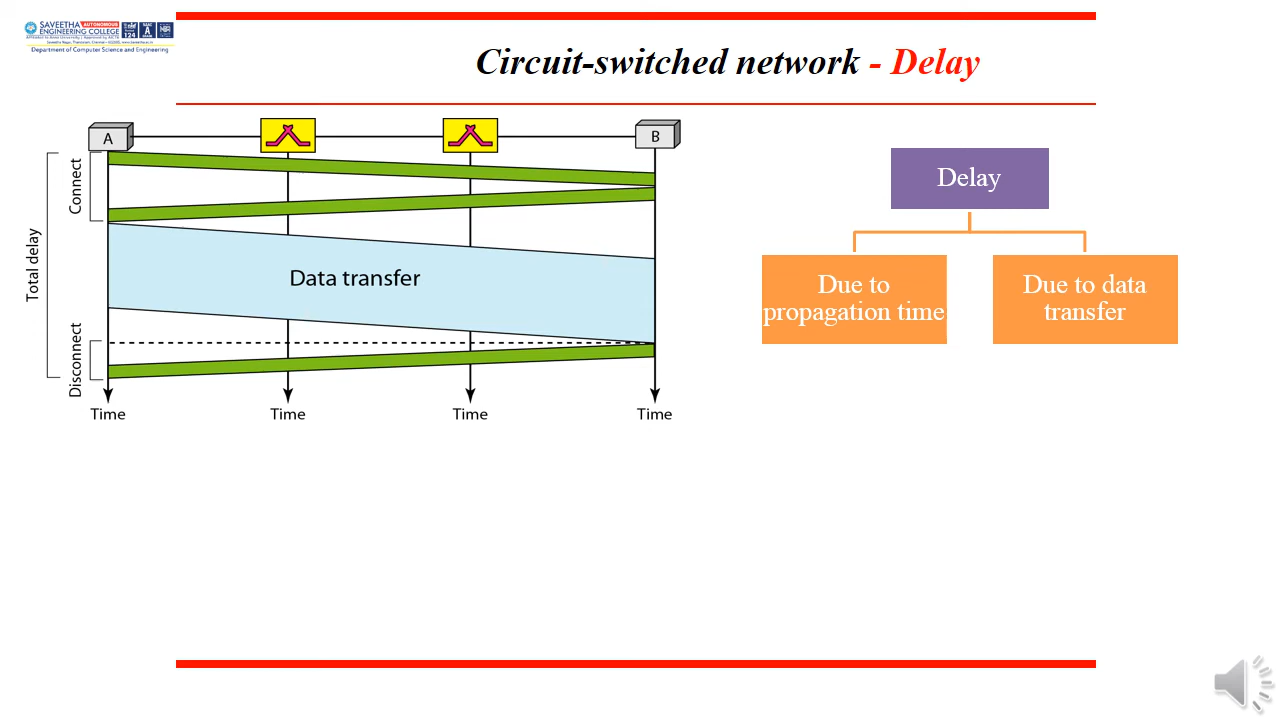 SAVEETHA AUTONOMOUS
ENGINEERING COLLEGE
Department of Computer Science and Engineering
Circuit-switched network - Delay
A
B
Connect
Total delay
Data transfer
Disconnect
Time
Time
Time
Time
Delay
Due to
propagation time
Due to data
transfer